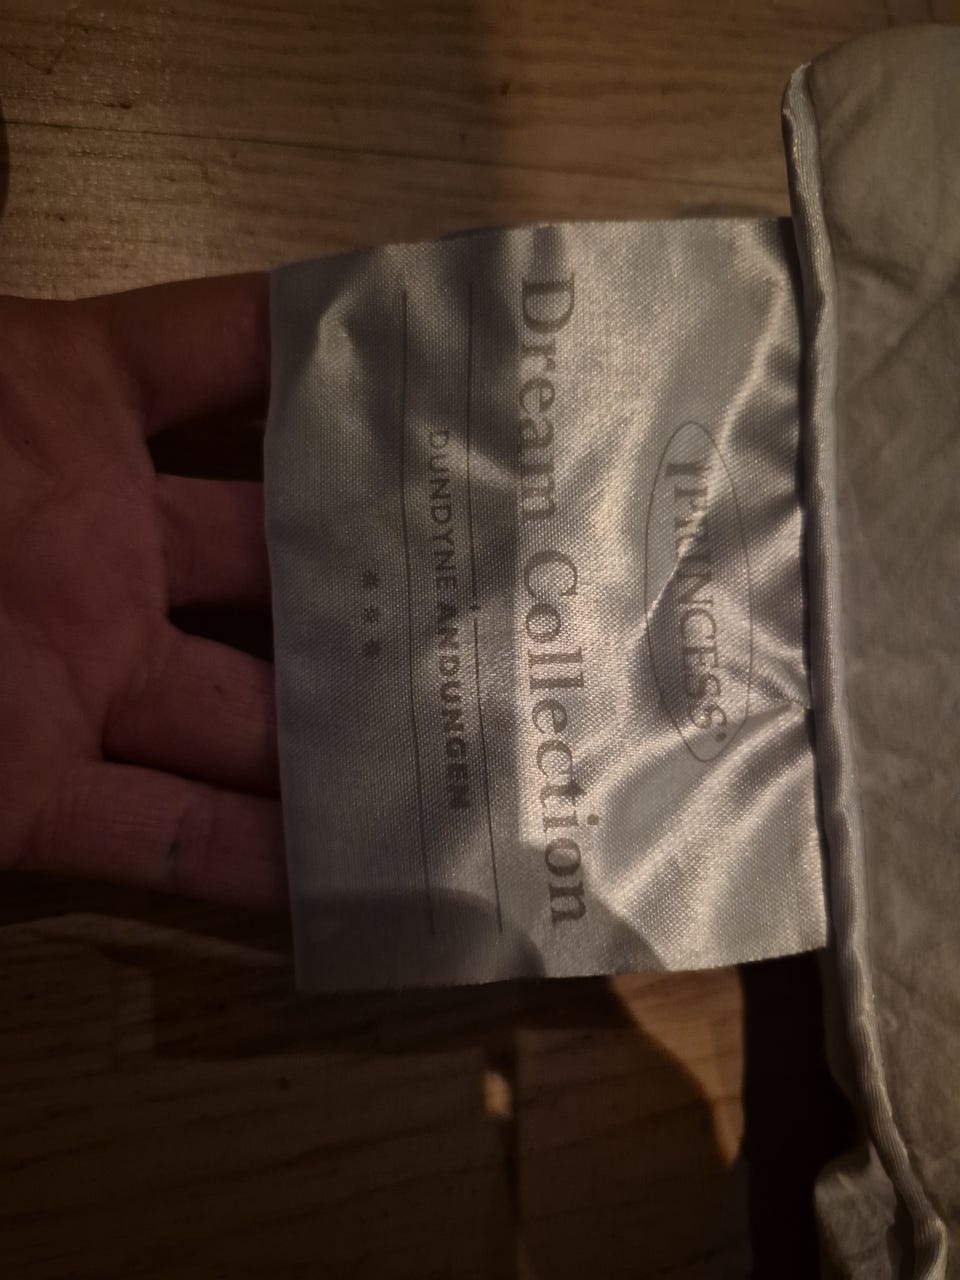 PRINCESS®
Dream Collection
DUNDYNE ANDUNGEN
* * *